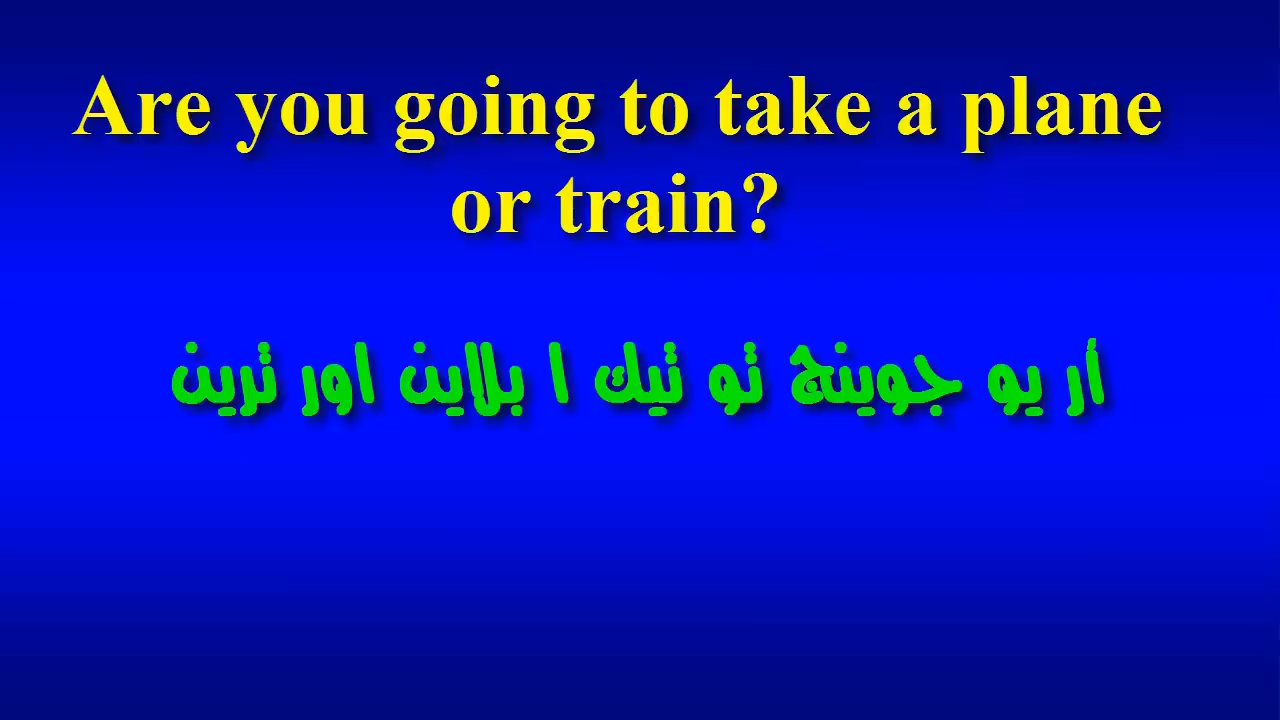 Are you going to take a plane
or train?
أر يو جوينج تو تيك ا بلاين اور ترين